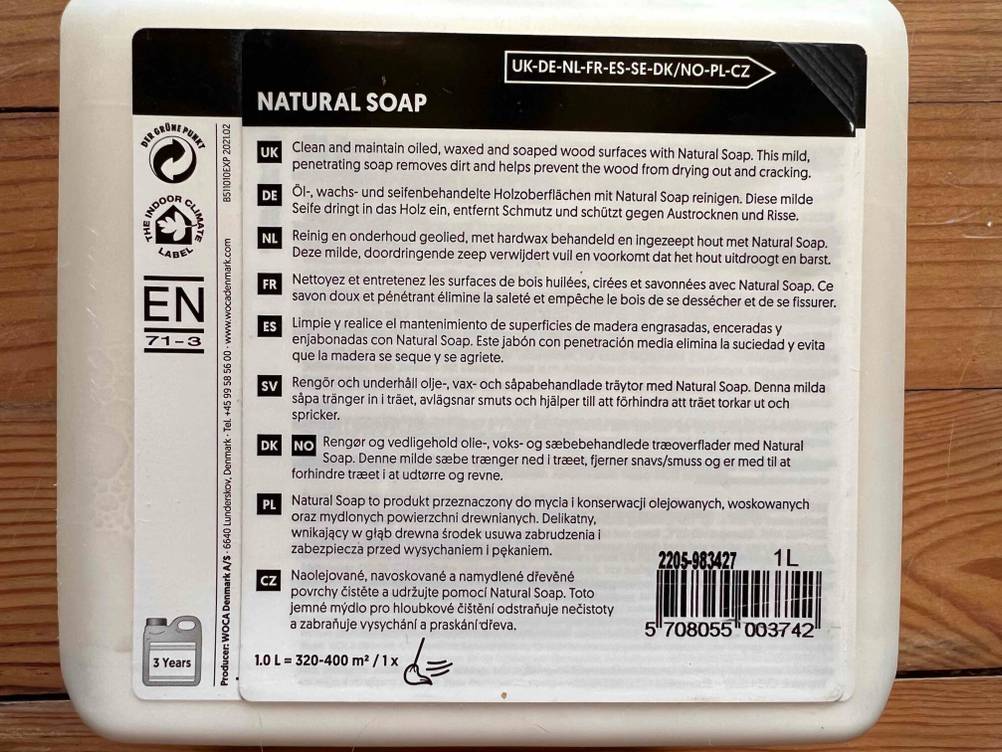 UK-DE-NL-FR-ES-SE-DK/NO-PL-CZ
NATURAL SOAP
UK Clean and maintain oiled, waxed and soaped wood surfaces with Natural Soap. This mild,
penetrating soap removes dirt and helps prevent the wood from drying out and cracking.
DE Öl-, wachs- und seifenbehandelte Holzoberflächen mit Natural Soap reinigen. Diese milde
Seife dringt in das Holz ein, entfernt Schmutz und schützt gegen Austrocknen und Risse.
NL Reinig en onderhoud geolied, met hardwax behandeld en ingezeept hout met Natural Soap.
Deze milde, doordringende zeep verwijdert vuil en voorkomt dat het hout uitdroogt en barst.
FR Nettoyez et entretenez les surfaces de bois huilées, cirées et savonnées avec Natural Soap. Ce
savon doux et pénétrant élimine la saleté et empêche le bois de se dessécher et de se fissurer.
ES Limpie y realice el mantenimiento de superficies de madera engrasadas, enceradas y
enjabonadas con Natural Soap. Este jabón con penetración media elimina la suciedad y evita
que la madera se seque y se agriete.
SV Rengör och underhåll olje-, vax- och såpabehandlade träytor med Natural Soap. Denna milda
såpa tränger in i träet, avlägsnar smuts och hjälper till att förhindra att träet torkar ut och
spricker.
DK NO Rengør og vedligehold olie-, voks- og sæbebehandlede træoverflader med Natural
Soap. Denne milde sæbe trænger ned i træet, fjerner snavs/smuss og er med til at
forhindre træet i at udtørre og revne.
PL Natural Soap to produkt przeznaczony do mycia i konserwacji olejowanych, woskowanych
oraz mydlonych powierzchni drewnianych. Delikatny,
wnikający w głąb drewna środek usuwa zabrudzenia i
zabezpiecza przed wysychaniem i pękaniem.
CZ Naolejované, navoskované a namydlené dřevěné
povrchy čistěte a udržujte pomocí Natural Soap. Toto
jemné mýdlo pro hloubkové čištění odstraňuje nečistoty
a zabraňuje vysychání a praskání dřeva.
1.0 L = 320-400 m² / 1 x
2205-983427 1L
5 708055 003742
DER GRÜNE PUNKT
THE INDOOR CLIMATE
LABEL
EN
71-3
3 Years
Producer: WOCA Denmark A/S · 6640 Lunderskov, Denmark · Tel. +45 99 58 56 00 · www.wocadenmark.com
B511010EXP 2021.02